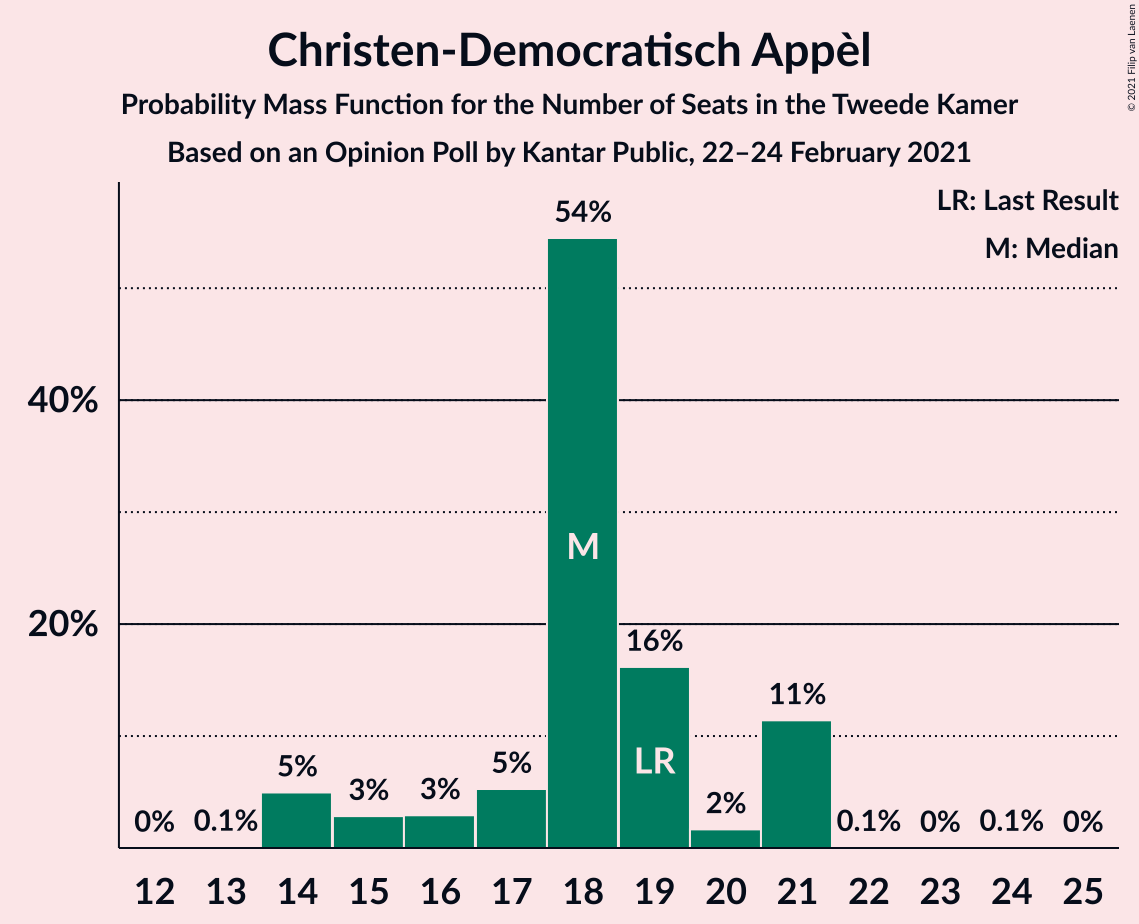 Christen-Democratisch Appèl
Probability Mass Function for the Number of Seats in the Tweede Kamer
Based on an Opinion Poll by Kantar Public, 22–24 February 2021
© 2021 Filip van Laenen
LR: Last Result
M: Median
40%
20%
0%
0.1%
5%
3%
3%
5%
54%
M
16%
LR
2%
11%
0.1%
0%
0.1%
0%
12 13 14 15 16 17 18 19 20 21 22 23 24 25